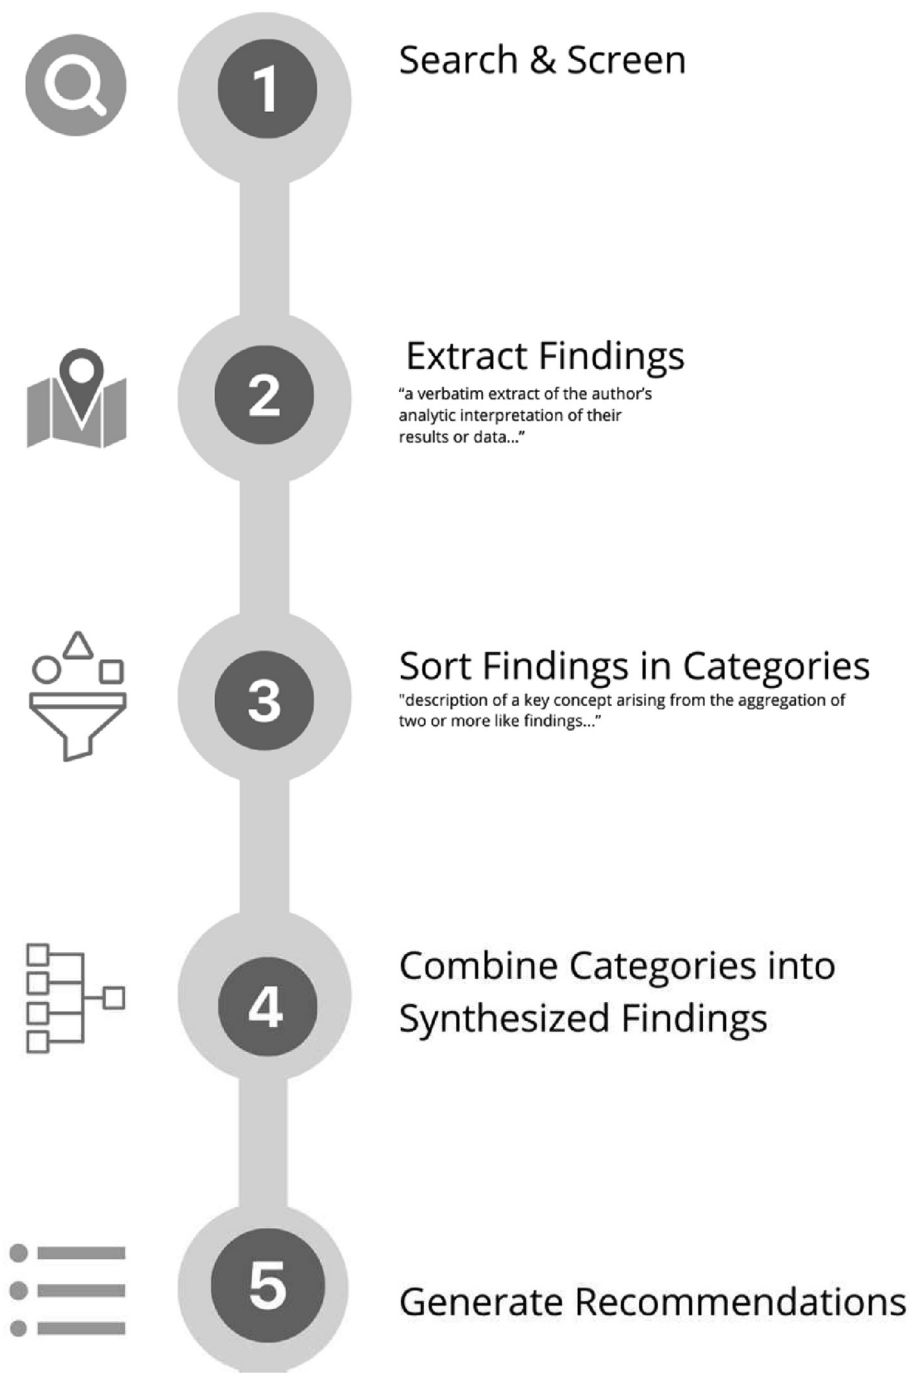 1
Search & Screen
2
Extract Findings
“a verbatim extract of the author’s
analytic interpretation of their
results or data...”
3
Sort Findings in Categories
"description of a key concept arising from the aggregation of
two or more like findings...”
4
Combine Categories into
Synthesized Findings
5
Generate Recommendations